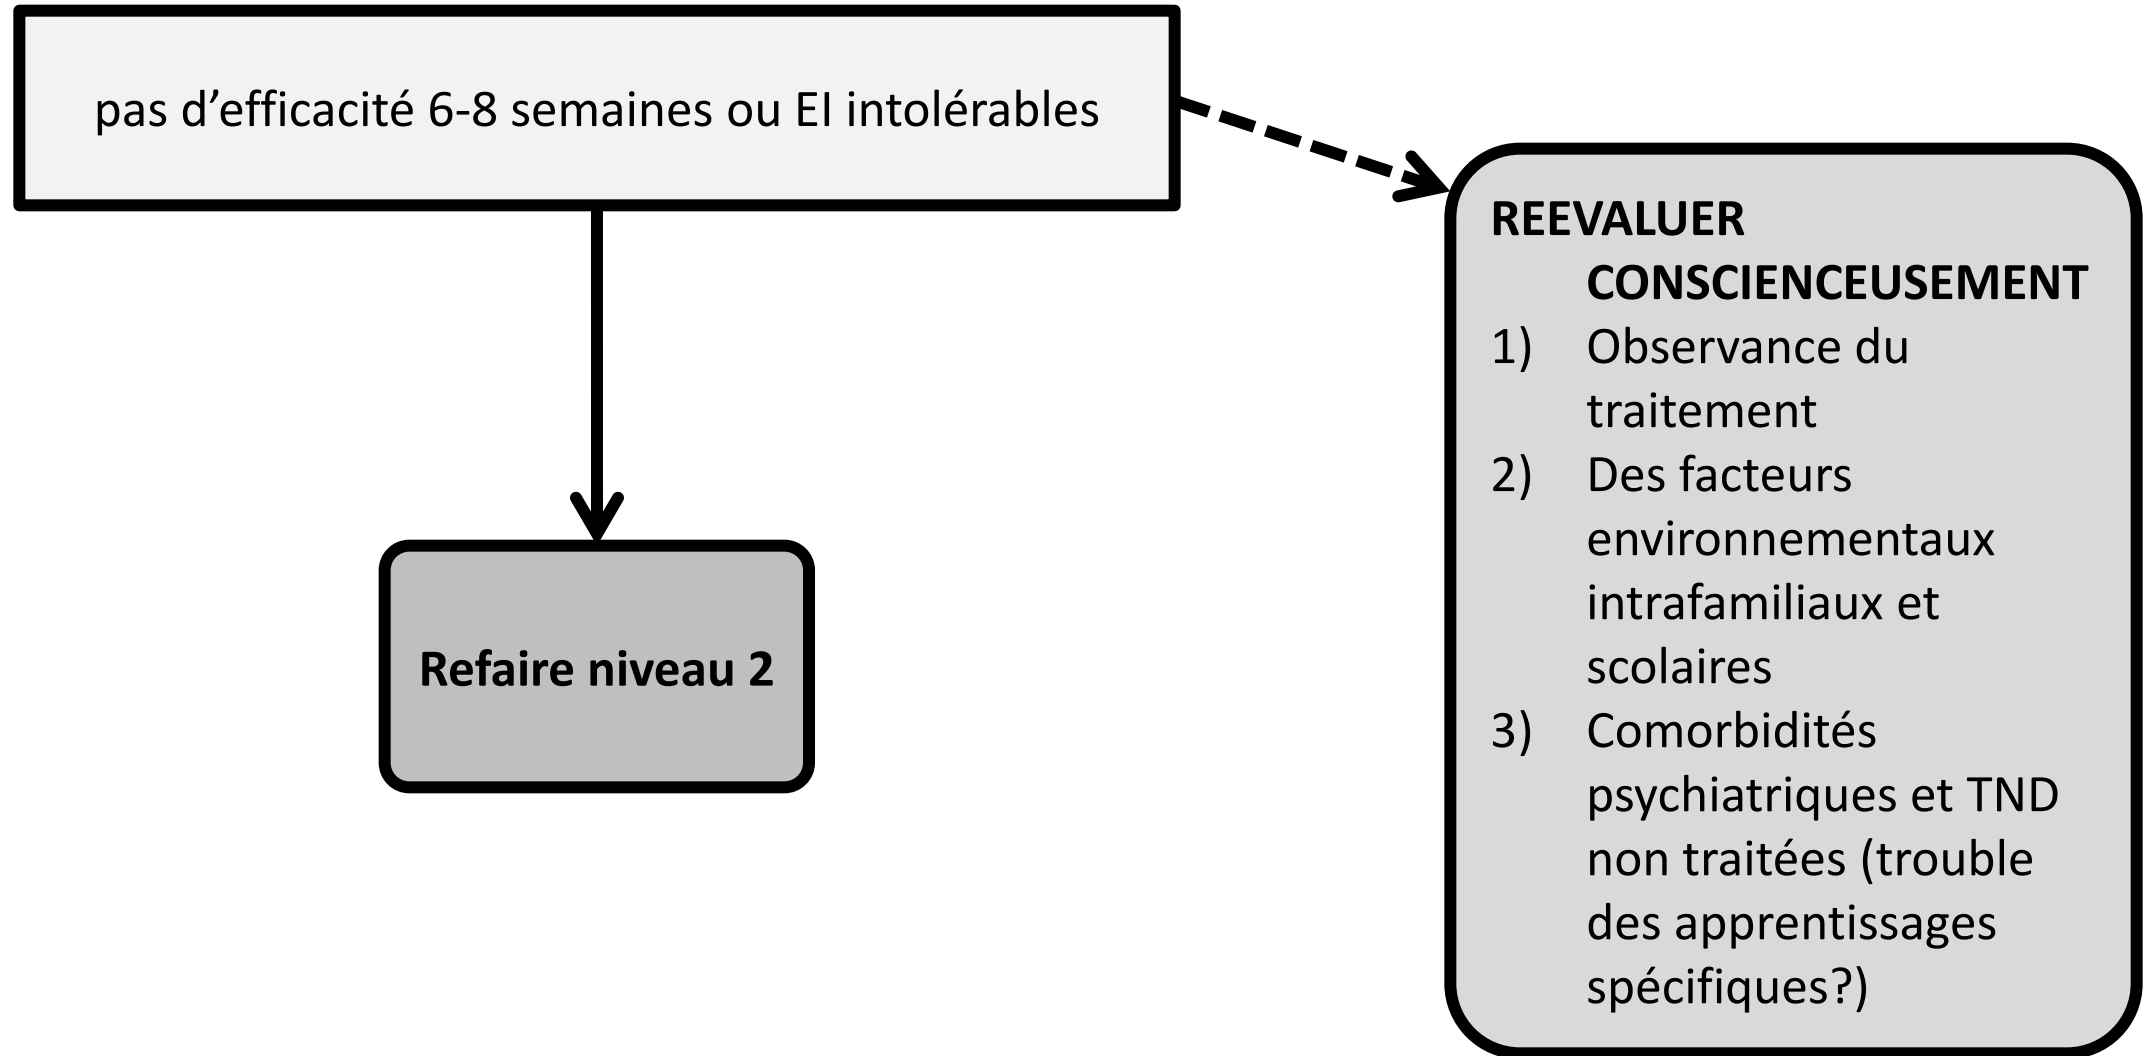 pas d’efficacité 6-8 semaines ou EI intolérables
REEVALUER
CONSCIENCEUSEMENT
1) Observance du
traitement
2) Des facteurs
environnementaux
intrafamiliaux et
scolaires
3) Comorbidités
psychiatriques et TND
non traitées (trouble
des apprentissages
spécifiques?)
Refaire niveau 2